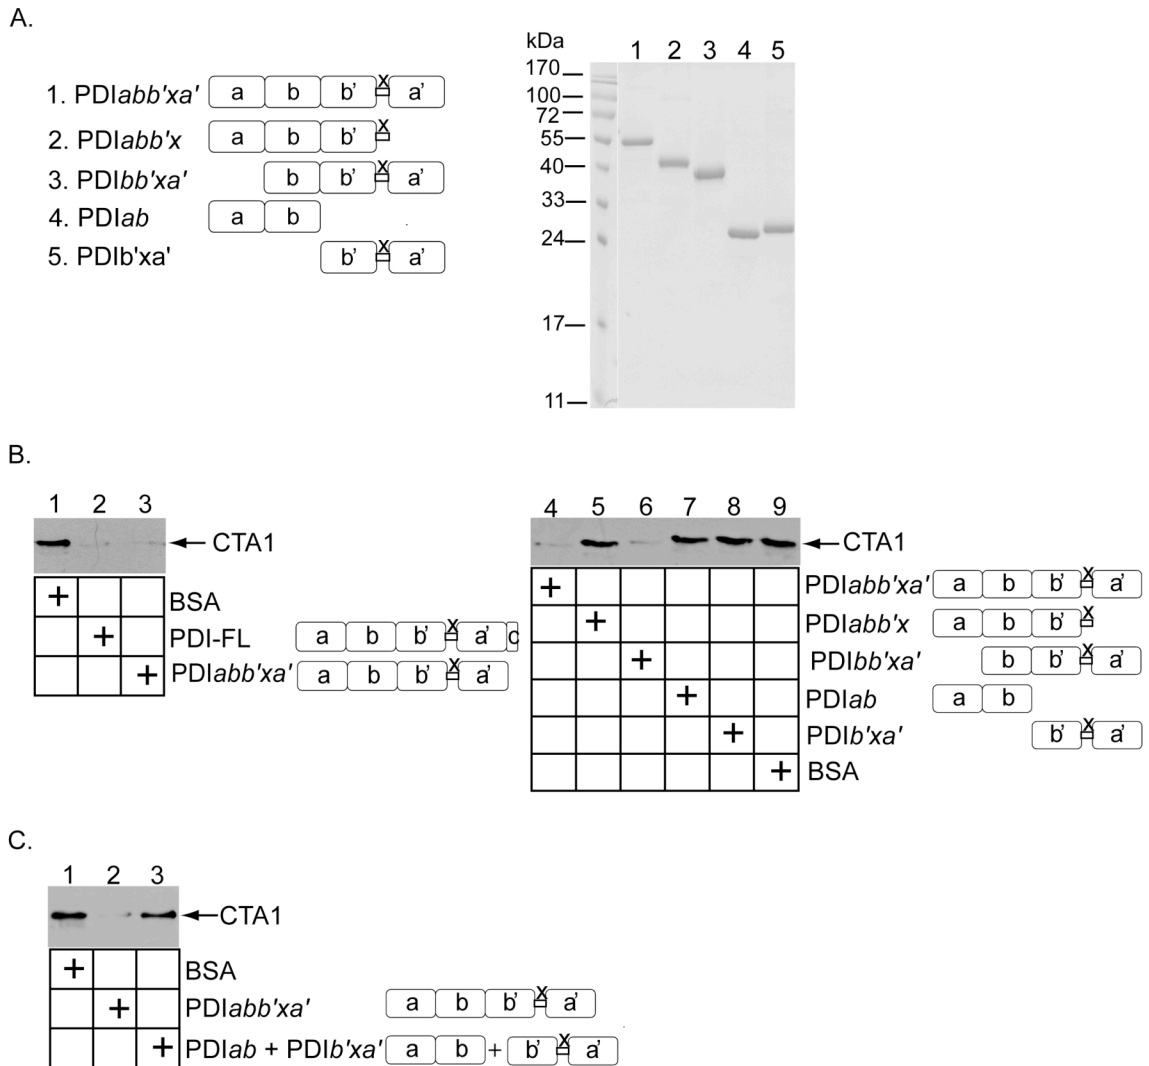 A.
kDa
1 2 3 4 5
170
100
72
55
40
33
24
17
11
1. PDIabb'xa' a b b' x a'
2. PDIabb'x a b b' x
3. PDIbb'xa' b b' x a'
4. PDIab a b
5. PDIb'xa' b' x a'
B.
1 2 3
CTA1
+ BSA
+ PDI-FL a b b' x a' c
+ PDIabb'xa' a b b' x a'
4 5 6 7 8 9
CTA1
+ PDIabb'xa' a b b' x a'
+ PDIabb'x a b b' x
+ PDIbb'xa' b b' x a'
+ PDIab a b
+ PDIb'xa' b' x a'
+ BSA
C.
1 2 3
CTA1
+ BSA
+ PDIabb'xa' a b b' x a'
+ PDIab + PDIb'xa' a b + b' x a'